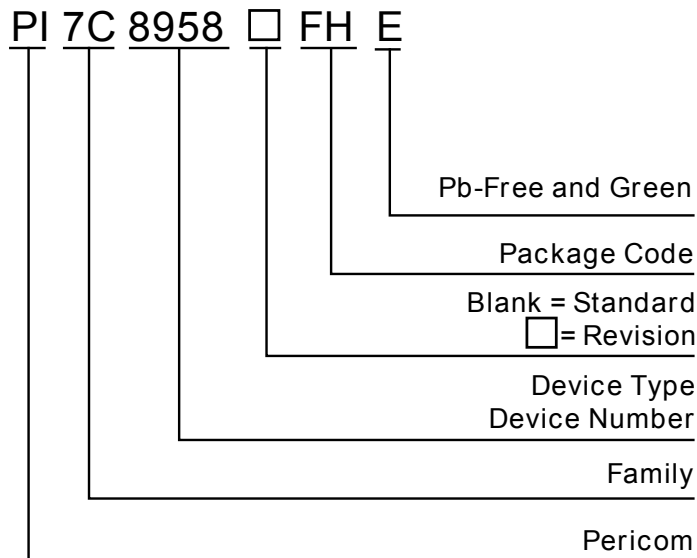 PI 7C 8958 □ FH E
Pb-Free and Green
Package Code
Blank = Standard
□= Revision
Device Type
Device Number
Family
Pericom